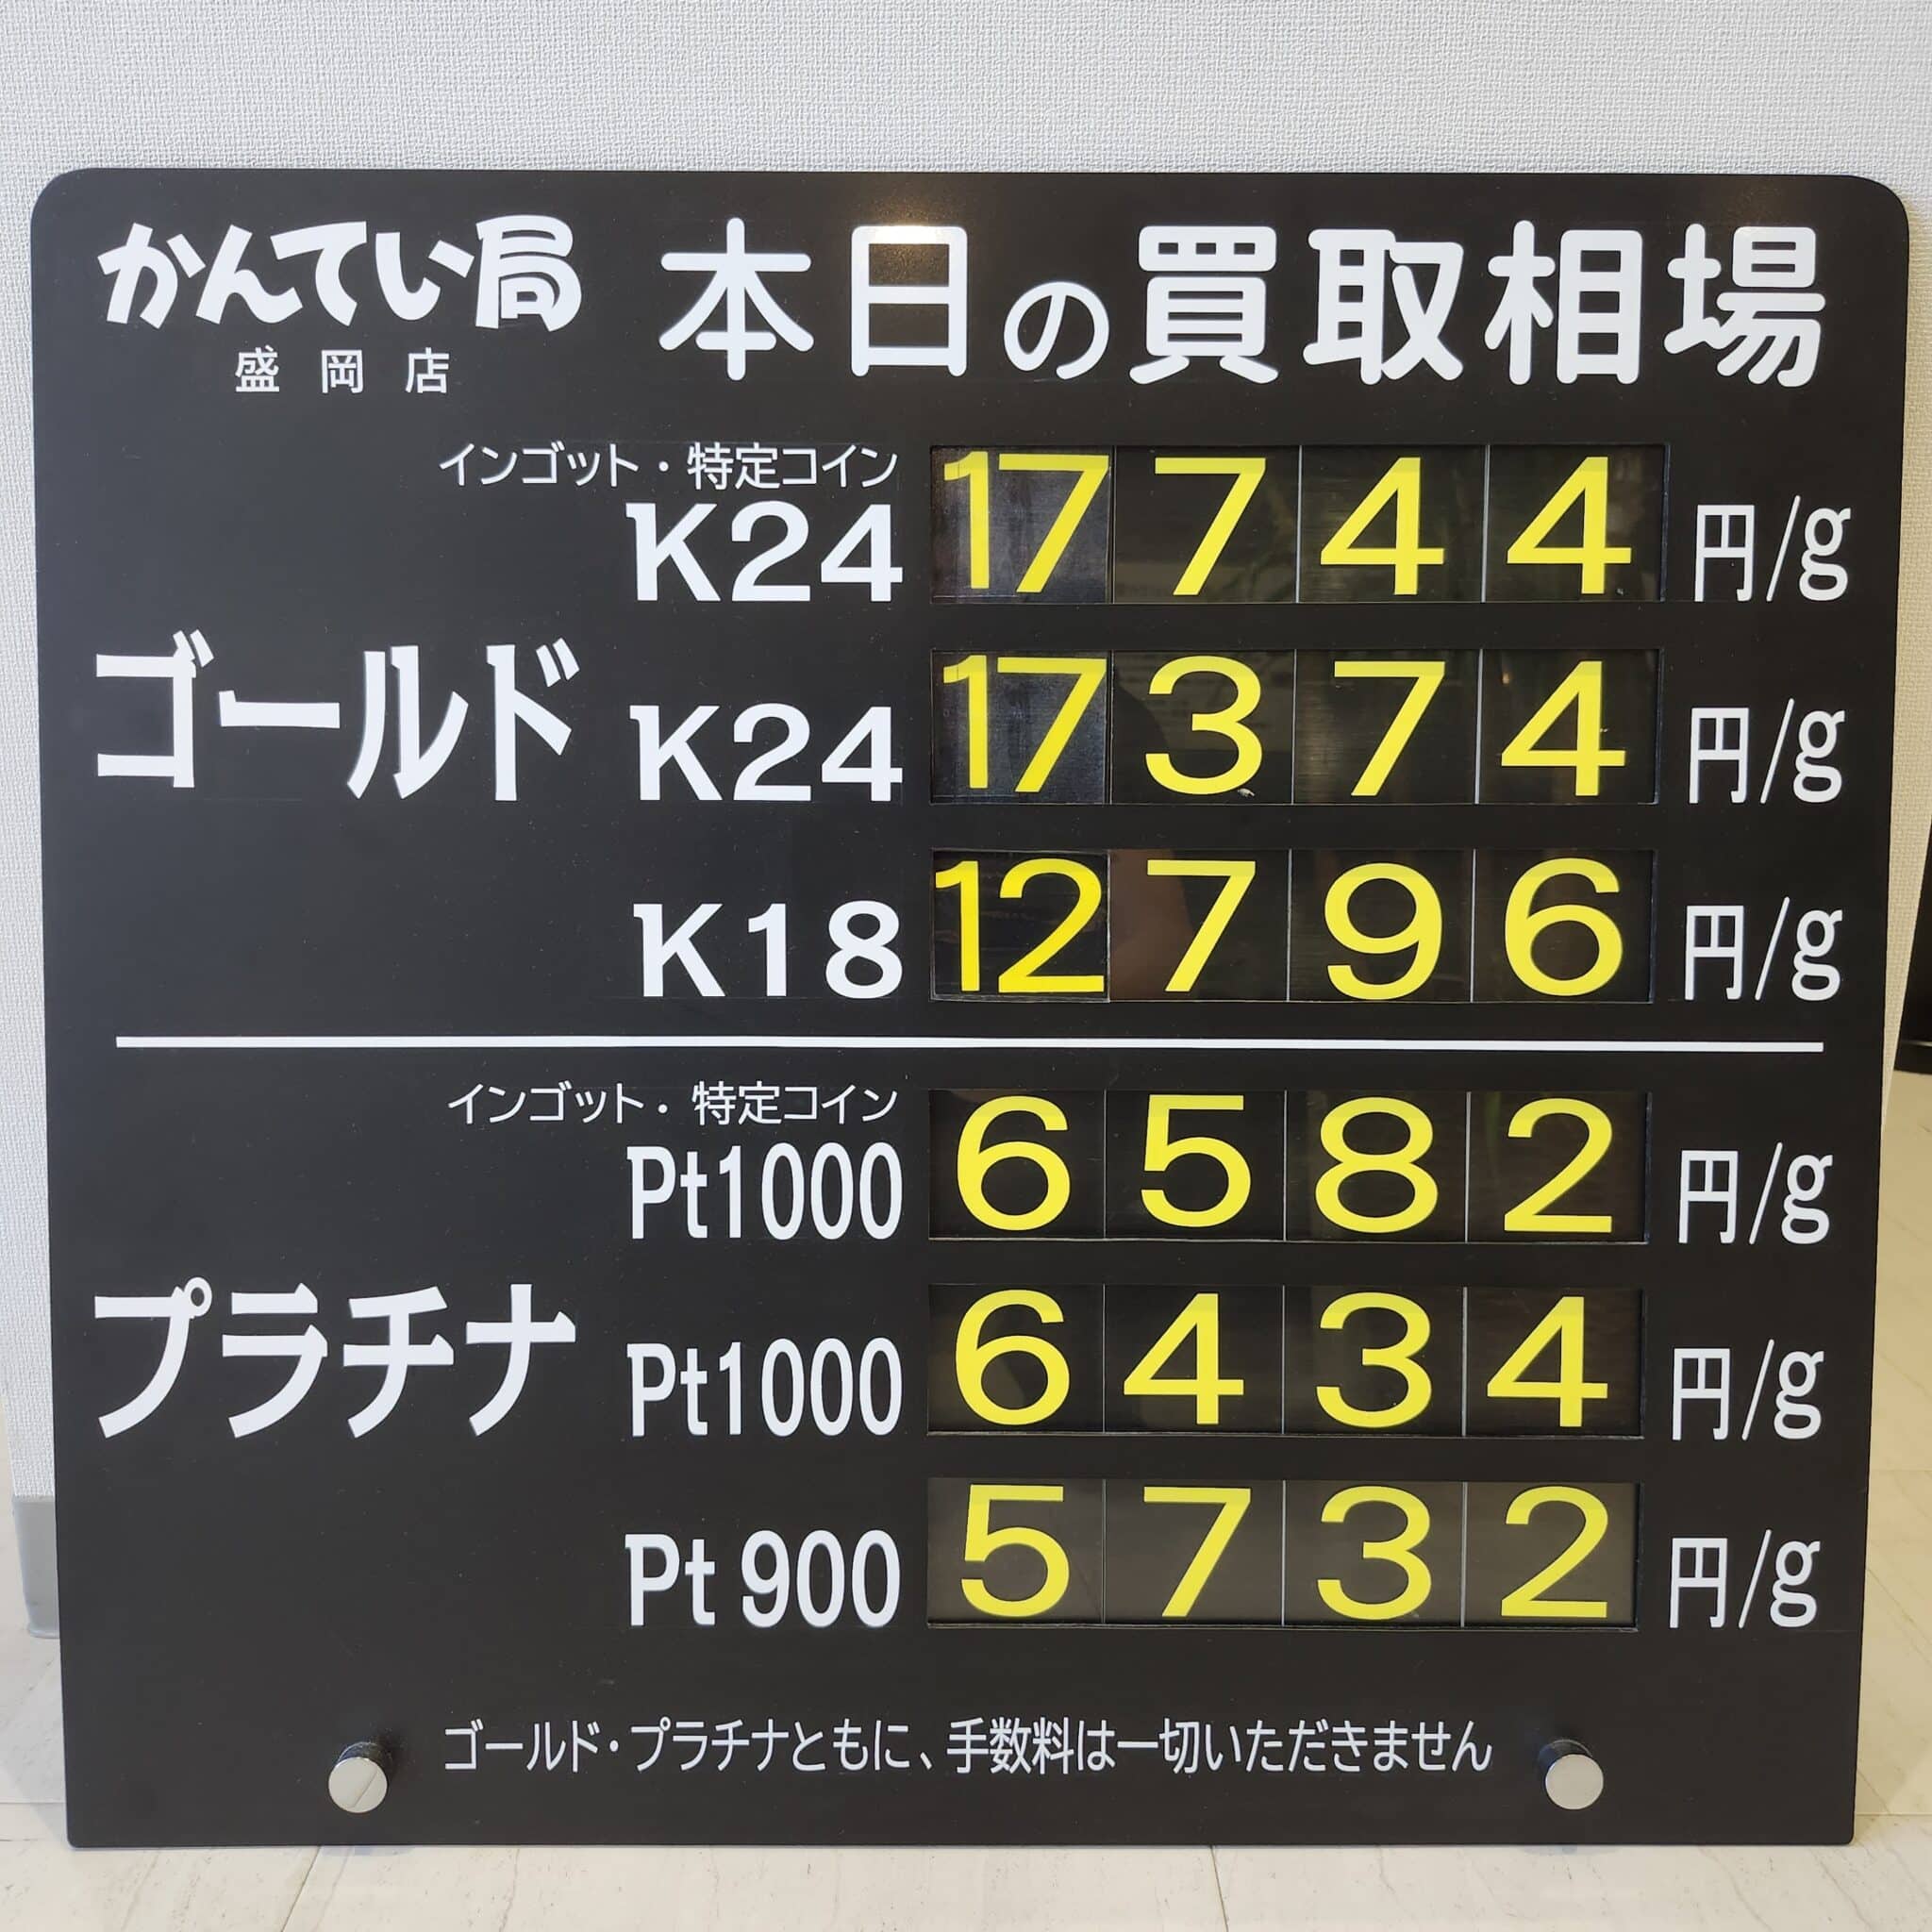 かんてい局 本日の買取相場
盛岡店
インゴット・特定コイン
K24 17744 円/g
ゴールド K24 17374 円/g
K18 12796 円/g
インゴット・特定コイン
Pt1000 6582 円/g
プラチナ Pt1000 6434 円/g
Pt 900 5732 円/g
ゴールド・プラチナともに、手数料は一切いただきません